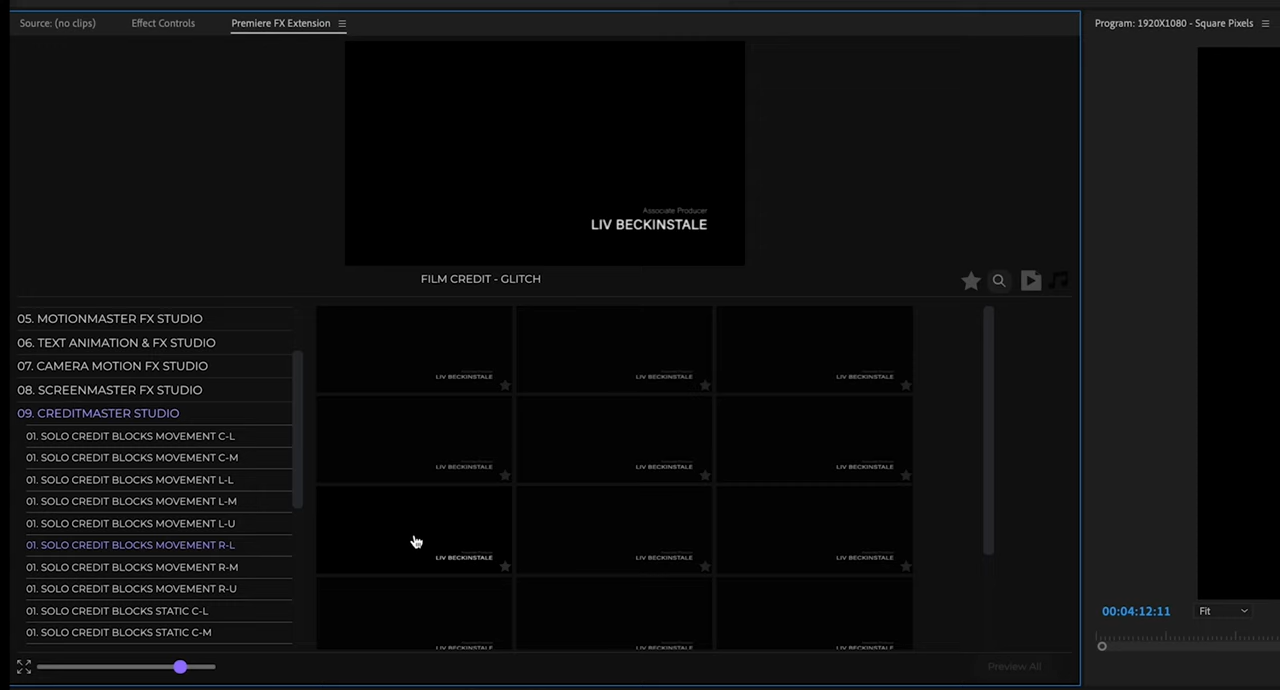 Source: (no clips)
Effect Controls
Premiere FX Extension
Program: 1920X1080 - Square Pixels
Associate Producer
LIV BECKINSTALE
FILM CREDIT - GLITCH
05. MOTIONMASTER FX STUDIO
06. TEXT ANIMATION & FX STUDIO
07. CAMERA MOTION FX STUDIO
08. SCREENMASTER FX STUDIO
09. CREDITMASTER STUDIO
01. SOLO CREDIT BLOCKS MOVEMENT C-L
01. SOLO CREDIT BLOCKS MOVEMENT C-M
01. SOLO CREDIT BLOCKS MOVEMENT L-L
01. SOLO CREDIT BLOCKS MOVEMENT L-M
01. SOLO CREDIT BLOCKS MOVEMENT L-U
01. SOLO CREDIT BLOCKS MOVEMENT R-L
01. SOLO CREDIT BLOCKS MOVEMENT R-M
01. SOLO CREDIT BLOCKS MOVEMENT R-U
01. SOLO CREDIT BLOCKS STATIC C-L
01. SOLO CREDIT BLOCKS STATIC C-M
LIV BECKINSTALE
LIV BECKINSTALE
LIV BECKINSTALE
LIV BECKINSTALE
LIV BECKINSTALE
LIV BECKINSTALE
LIV BECKINSTALE
LIV BECKINSTALE
LIV BECKINSTALE
LIV BECKINSTALE
LIV BECKINSTALE
LIV BECKINSTALE
Preview All
00:04:12:11
Fit